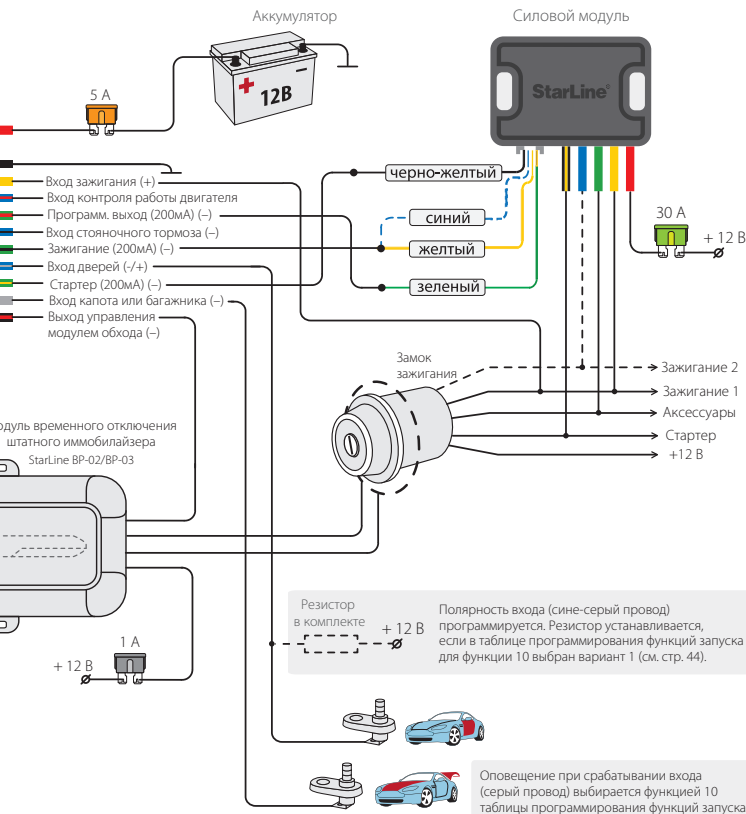 Аккумулятор
Силовой модуль
5 А
12В
StarLine®
черно-желтый
Вход зажигания (+)
Вход контроля работы двигателя
Программ. выход (200мА) (–)
Вход стояночного тормоза (–)
Зажигание (200мА) (–)
Вход дверей (-/+)
Стартер (200мА) (–)
Вход капота или багажника (–)
Выход управления
модулем обхода (–)
синий
желтый
зеленый
30 А
+ 12 В
Замок
зажигания
Зажигание 2
Зажигание 1
Аксессуары
Стартер
+12 В
одуль временного отключения
штатного иммобилайзера
StarLine BP-02/BP-03
1 А
+ 12 В
Резистор
в комплекте
+ 12 В
Полярность входа (сине-серый провод)
программируется. Резистор устанавливается,
если в таблице программирования функций запуска
для функции 10 выбран вариант 1 (см. стр. 44).
Оповещение при срабатывании входа
(серый провод) выбирается функцией 10
таблицы программирования функций запуска